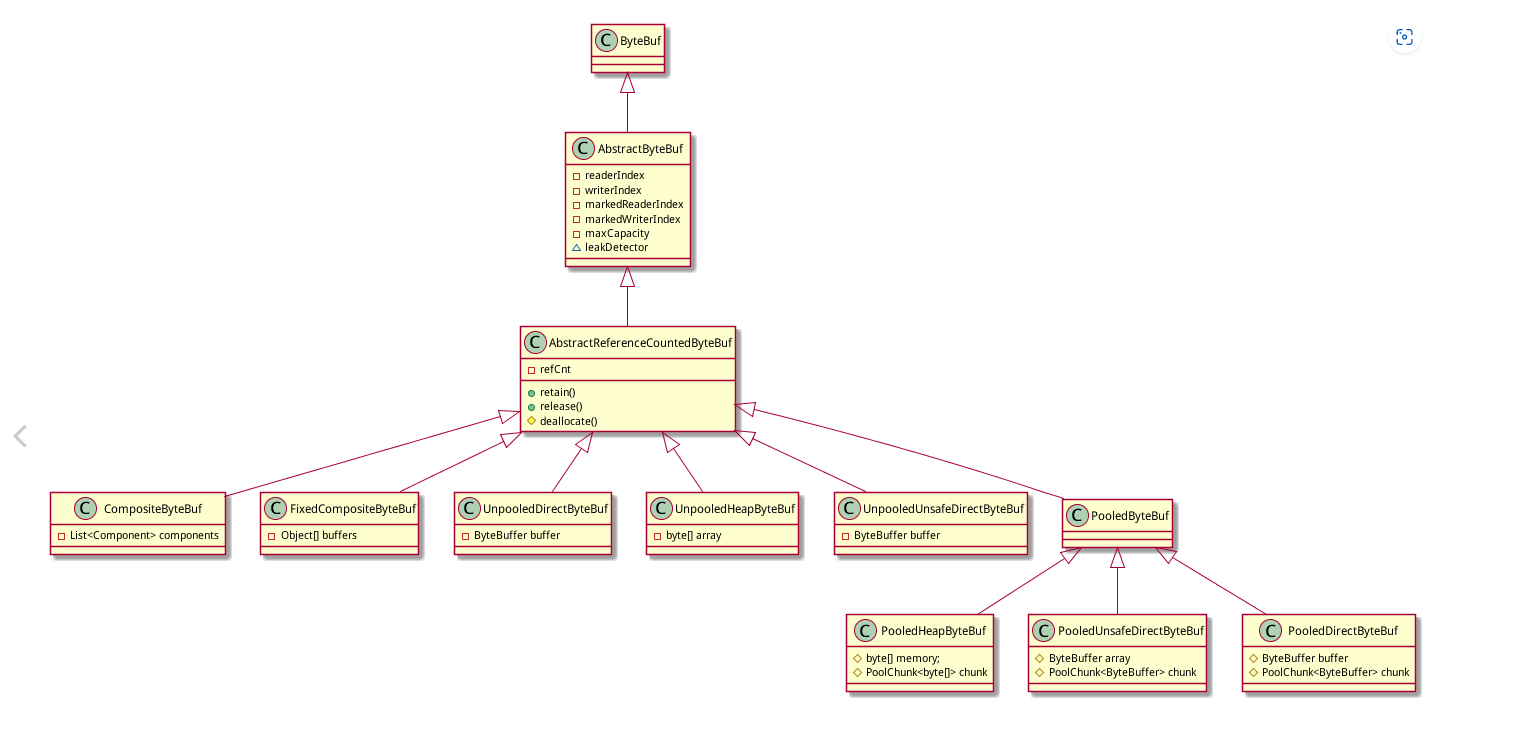 C ByteBuf
C AbstractByteBuf
readerIndex
writerIndex
markedReaderIndex
markedWriterIndex
maxCapacity
leakDetector
C AbstractReferenceCountedByteBuf
refCnt
retain()
release()
deallocate()
C CompositeByteBuf
List<Component> components
C FixedCompositeByteBuf
Object[] buffers
C UnpooledDirectByteBuf
ByteBuffer buffer
C UnpooledHeapByteBuf
byte[] array
C UnpooledUnsafeDirectByteBuf
ByteBuffer buffer
C PooledByteBuf
C PooledHeapByteBuf
byte[] memory;
PoolChunk<byte[]> chunk
C PooledUnsafeDirectByteBuf
ByteBuffer array
PoolChunk<ByteBuffer> chunk
C PooledDirectByteBuf
ByteBuffer buffer
PoolChunk<ByteBuffer> chunk